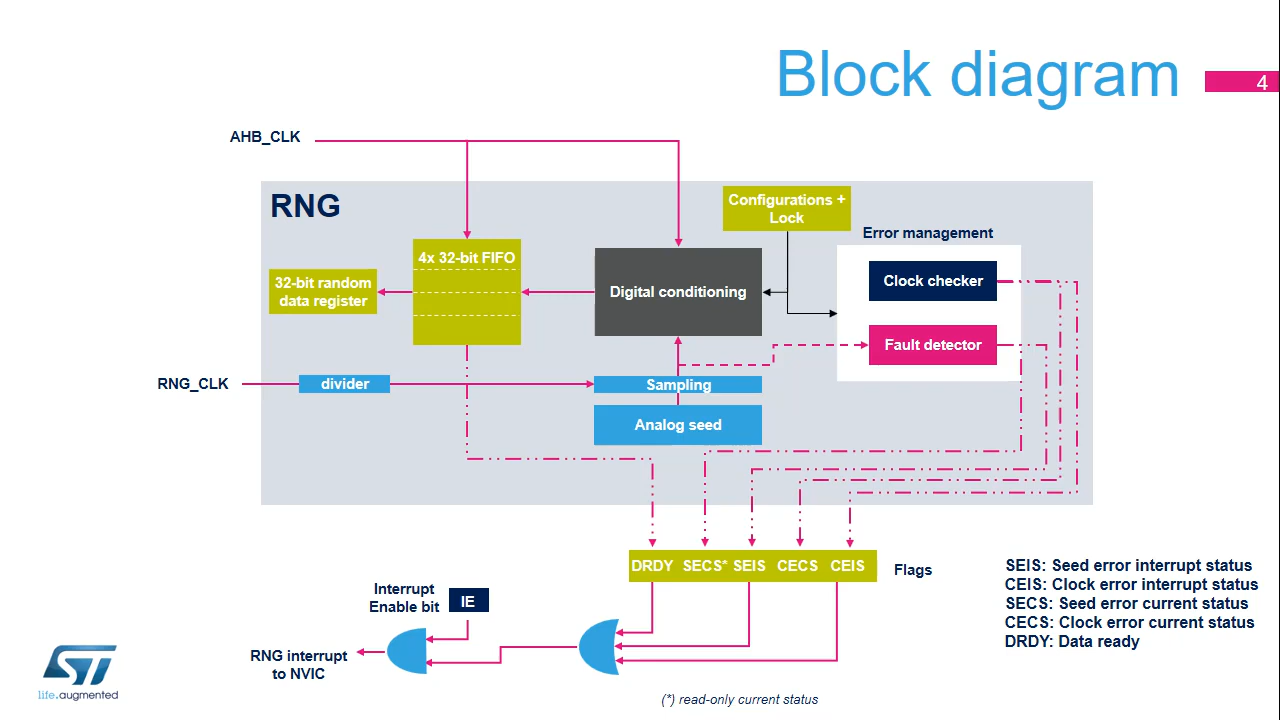 Block diagram
4
AHB_CLK
RNG
Configurations +
Lock
Error management
4x 32-bit FIFO
32-bit random
data register
Digital conditioning
Clock checker
Fault detector
RNG_CLK
divider
Sampling
Analog seed
DRDY SECS* SEIS CECS CEIS
Flags
SEIS: Seed error interrupt status
CEIS: Clock error interrupt status
SECS: Seed error current status
CECS: Clock error current status
DRDY: Data ready
Interrupt
Enable bit
IE
RNG interrupt
to NVIC
ST
life.augmented
(*) read-only current status